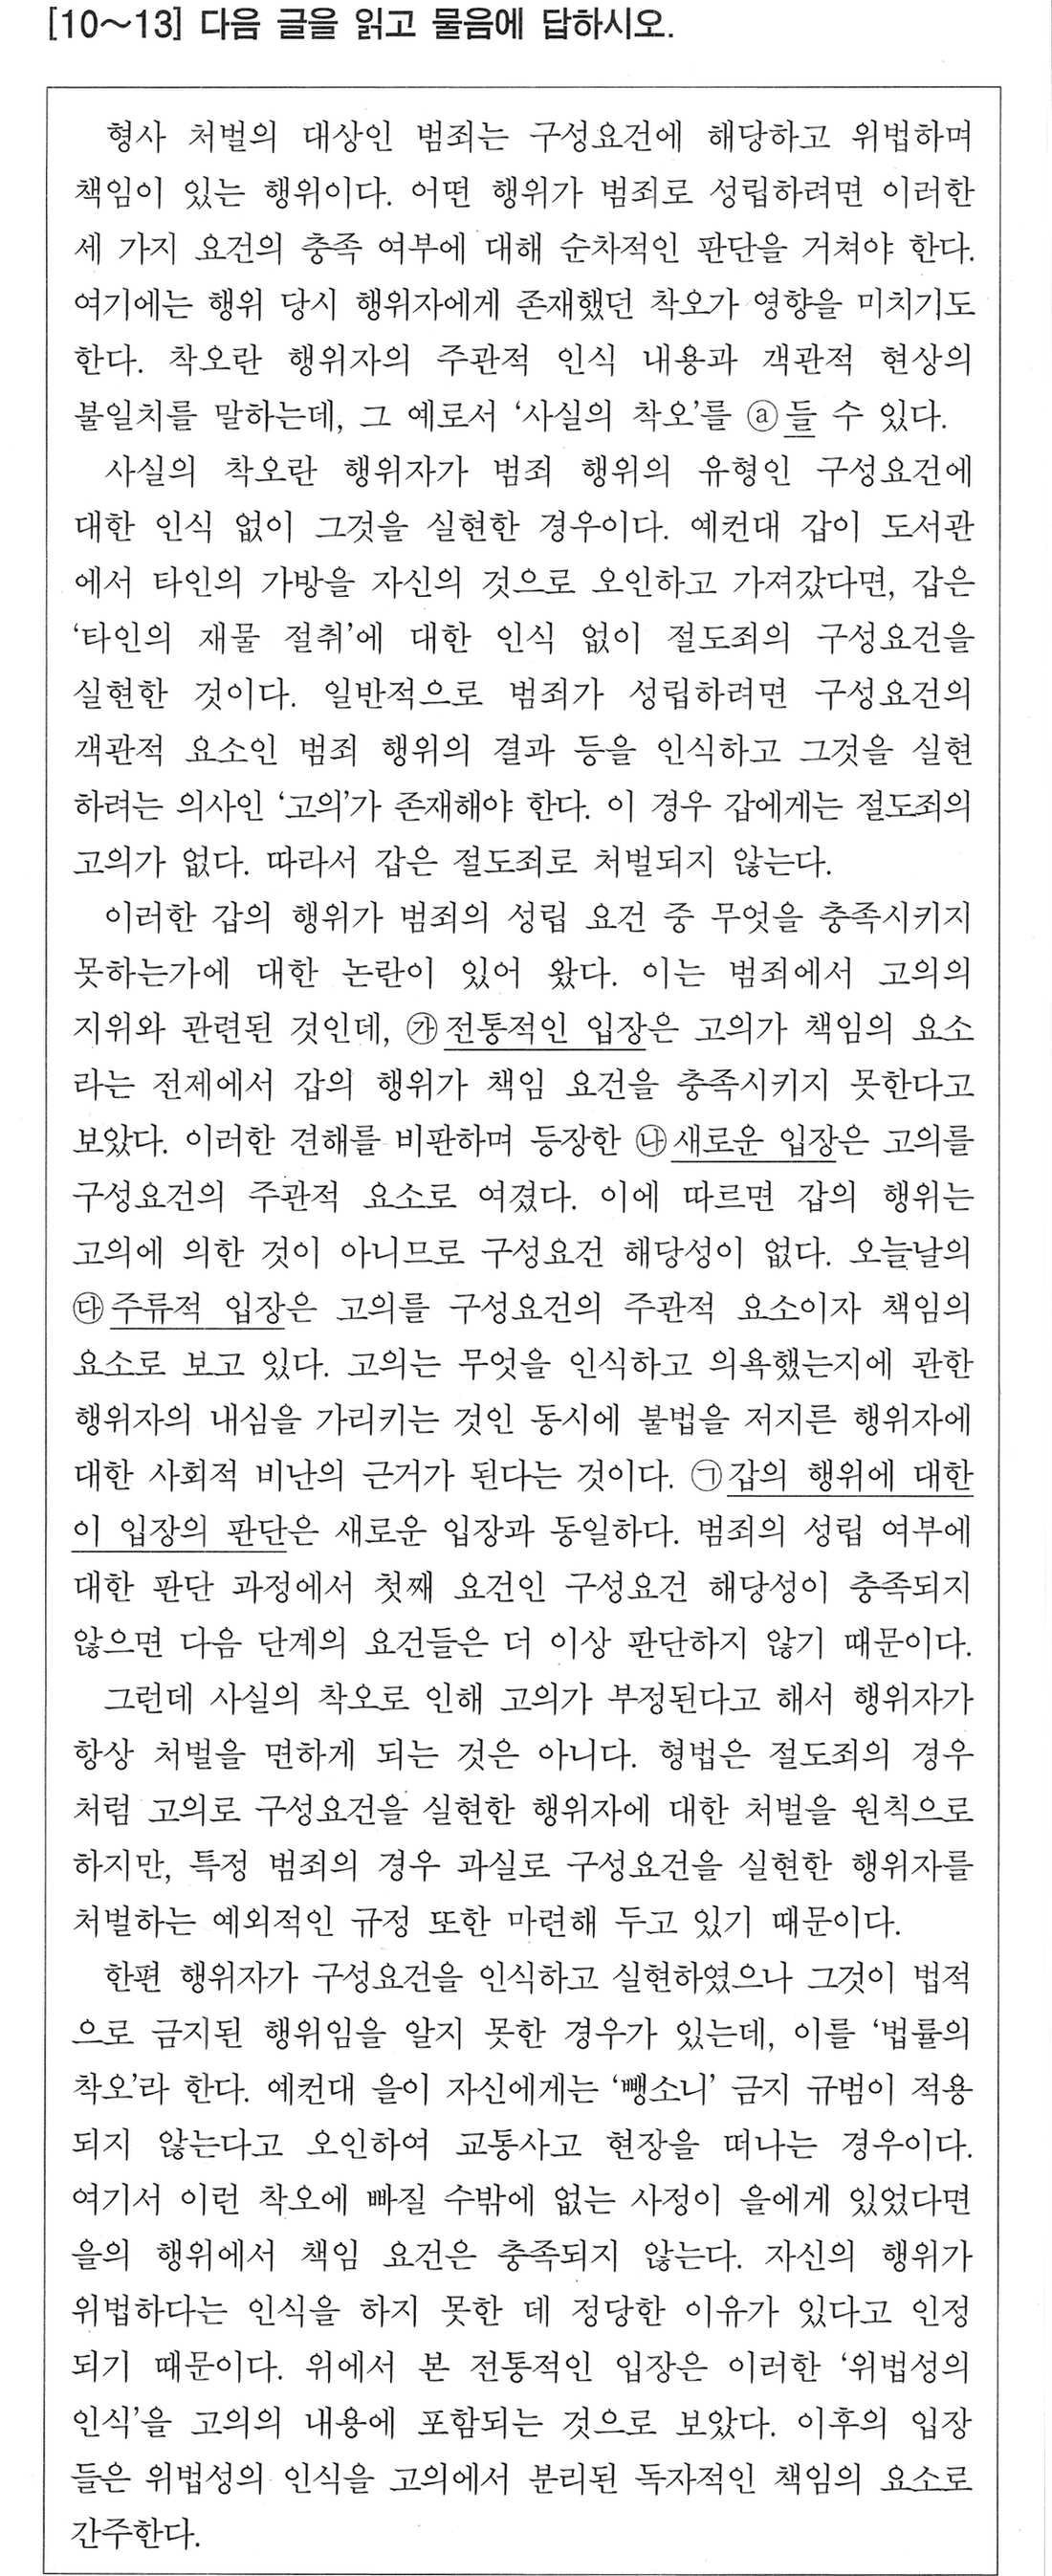 [10～13] 다음 글을 읽고 물음에 답하시오.
형사 처벌의 대상인 범죄는 구성요건에 해당하고 위법하며
책임이 있는 행위이다. 어떤 행위가 범죄로 성립하려면 이러한
세 가지 요건의 충족 여부에 대해 순차적인 판단을 거쳐야 한다.
여기에는 행위 당시 행위자에게 존재했던 착오가 영향을 미치기도
한다. 착오란 행위자의 주관적 인식 내용과 객관적 현상의
불일치를 말하는데, 그 예로서 ‘사실의 착오’를 ⓐ들 수 있다.
사실의 착오란 행위자가 범죄 행위의 유형인 구성요건에
대한 인식 없이 그것을 실현한 경우이다. 예컨대 갑이 도서관
에서 타인의 가방을 자신의 것으로 오인하고 가져갔다면, 갑은
‘타인의 재물 절취’에 대한 인식 없이 절도죄의 구성요건을
실현한 것이다. 일반적으로 범죄가 성립하려면 구성요건의
객관적 요소인 범죄 행위의 결과 등을 인식하고 그것을 실현
하려는 의사인 ‘고의’가 존재해야 한다. 이 경우 갑에게는 절도죄의
고의가 없다. 따라서 갑은 절도죄로 처벌되지 않는다.
이러한 갑의 행위가 범죄의 성립 요건 중 무엇을 충족시키지
못하는가에 대한 논란이 있어 왔다. 이는 범죄에서 고의의
지위와 관련된 것인데, ㉮전통적인 입장은 고의가 책임의 요소
라는 전제에서 갑의 행위가 책임 요건을 충족시키지 못한다고
보았다. 이러한 견해를 비판하며 등장한 ㉯새로운 입장은 고의를
구성요건의 주관적 요소로 여겼다. 이에 따르면 갑의 행위는
고의에 의한 것이 아니므로 구성요건 해당성이 없다. 오늘날의
㉰주류적 입장은 고의를 구성요건의 주관적 요소이자 책임의
요소로 보고 있다. 고의는 무엇을 인식하고 의욕했는지에 관한
행위자의 내심을 가리키는 것인 동시에 불법을 저지른 행위자에
대한 사회적 비난의 근거가 된다는 것이다. ㉠갑의 행위에 대한
이 입장의 판단은 새로운 입장과 동일하다. 범죄의 성립 여부에
대한 판단 과정에서 첫째 요건인 구성요건 해당성이 충족되지
않으면 다음 단계의 요건들은 더 이상 판단하지 않기 때문이다.
그런데 사실의 착오로 인해 고의가 부정된다고 해서 행위자가
항상 처벌을 면하게 되는 것은 아니다. 형법은 절도죄의 경우
처럼 고의로 구성요건을 실현한 행위자에 대한 처벌을 원칙으로
하지만, 특정 범죄의 경우 과실로 구성요건을 실현한 행위자를
처벌하는 예외적인 규정 또한 마련해 두고 있기 때문이다.
한편 행위자가 구성요건을 인식하고 실현하였으나 그것이 법적
으로 금지된 행위임을 알지 못한 경우가 있는데, 이를 ‘법률의
착오’라 한다. 예컨대 을이 자신에게는 ‘뺑소니’ 금지 규범이 적용
되지 않는다고 오인하여 교통사고 현장을 떠나는 경우이다.
여기서 이런 착오에 빠질 수밖에 없는 사정이 을에게 있었다면
을의 행위에서 책임 요건은 충족되지 않는다. 자신의 행위가
위법하다는 인식을 하지 못한 데 정당한 이유가 있다고 인정
되기 때문이다. 위에서 본 전통적인 입장은 이러한 ‘위법성의
인식’을 고의의 내용에 포함되는 것으로 보았다. 이후의 입장
들은 위법성의 인식을 고의에서 분리된 독자적인 책임의 요소로
간주한다.